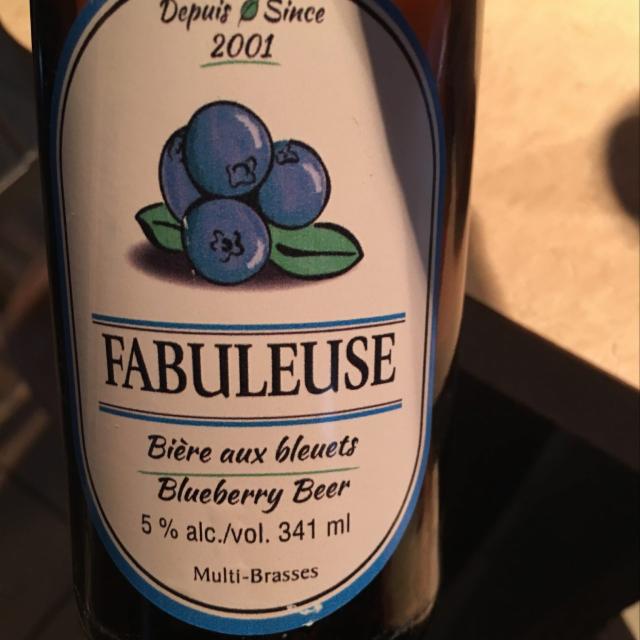 Depuis Since
2001
FABULEUSE
Bière aux bleuets
Blueberry Beer
5 % alc./vol. 341 ml
Multi-Brasses